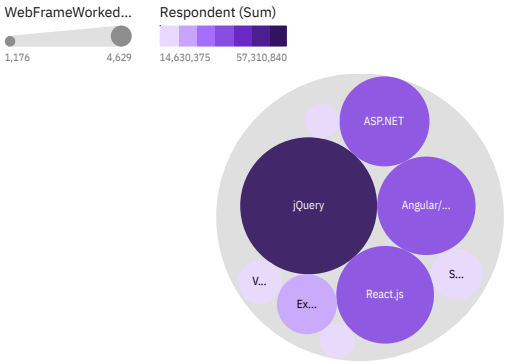 WebFrameWorked...
1,176 4,629
Respondent (Sum)
14,630,375 57,310,840
ASP.NET
jQuery
Angular/...
V...
Ex...
React.js
S...